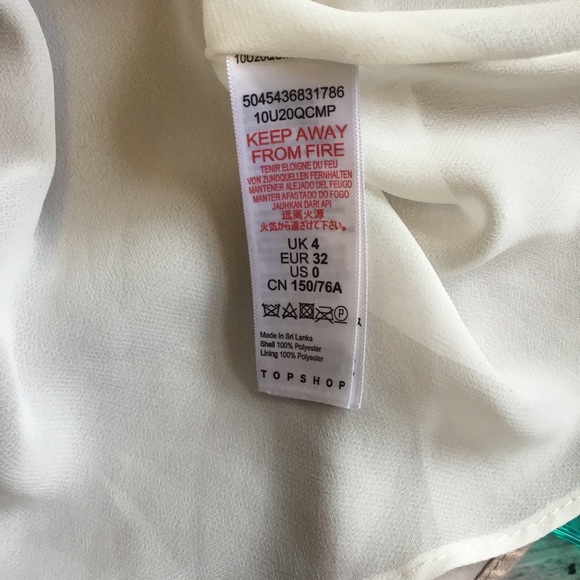 5045436831786
10U20QCMP
KEEP AWAY
FROM FIRE
TENIR ELOIGNE DU FEU
VON ZUNDQUELLEN FERNHALTEN
MANTENER ALEJADO DEL FEUGO
MANTER AFASTADO DO FOGO
JAUHKAN DARI API
远离火源
火気から遠ざけて下さい。
UK 4
EUR 32
US 0
CN 150/76A
P
Made in Sri Lanka
Shell 100% Polyester
Lining 100% Polyester
TOPSHOP